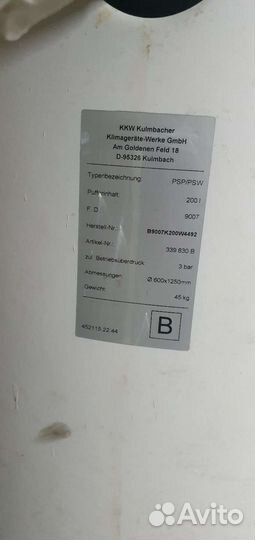 KKW Kulmbacher
Klimageräte-Werke GmbH
Am Goldenen Feld 18
D-95326 Kulmbach
Typenbezeichnung: PSP/PSW
Pufferinhalt: 200 l
F. D 9007
Herstell-Nr.: B9007K200W4492
Artikel-Nr.: 339 830 B
zul. Betriebsüberdruck: 3 bar
Abmessungen: Ø 600x1250mm
Gewicht: 45 kg
452115.22.44
B
Avito